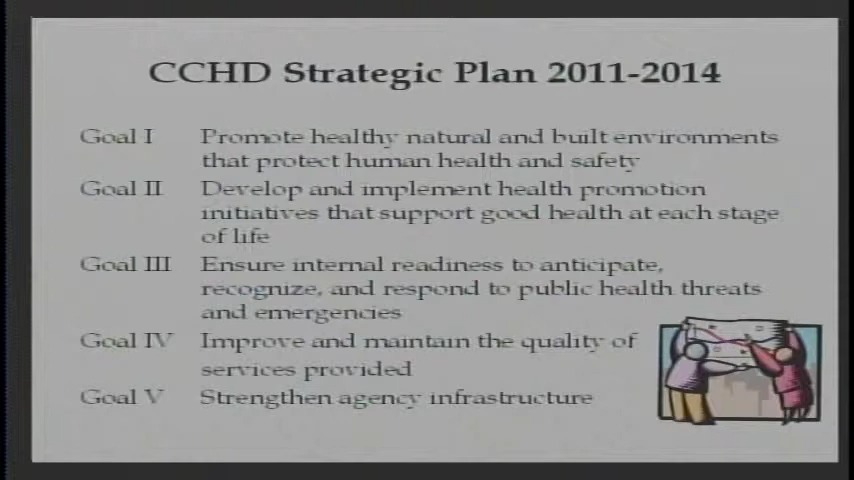 CCHD Strategic Plan 2011-2014
Goal I Promote healthy natural and built environments
that protect human health and safety
Goal II Develop and implement health promotion
initiatives that support good health at each stage
of life
Goal III Ensure internal readiness to anticipate,
recognize, and respond to public health threats
and emergencies
Goal IV Improve and maintain the quality of
services provided
Goal V Strengthen agency infrastructure